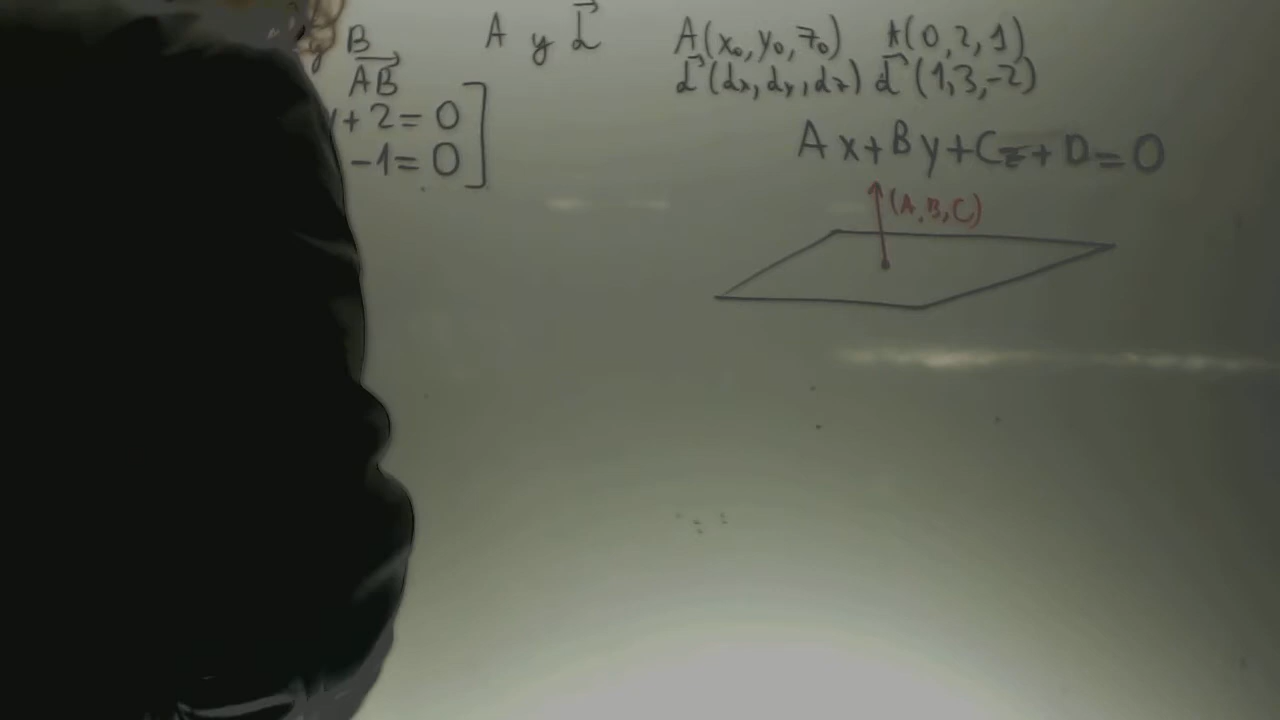 y B
A y d⃗
A(x₀, y₀, z₀) A(0, 2, 1)
AB⃗
d⃗(dx, dy, dz) d⃗(1, 3, -2)
y + 2 = 0
- 1 = 0
Ax + By + Cz + D = 0
(A, B, C)